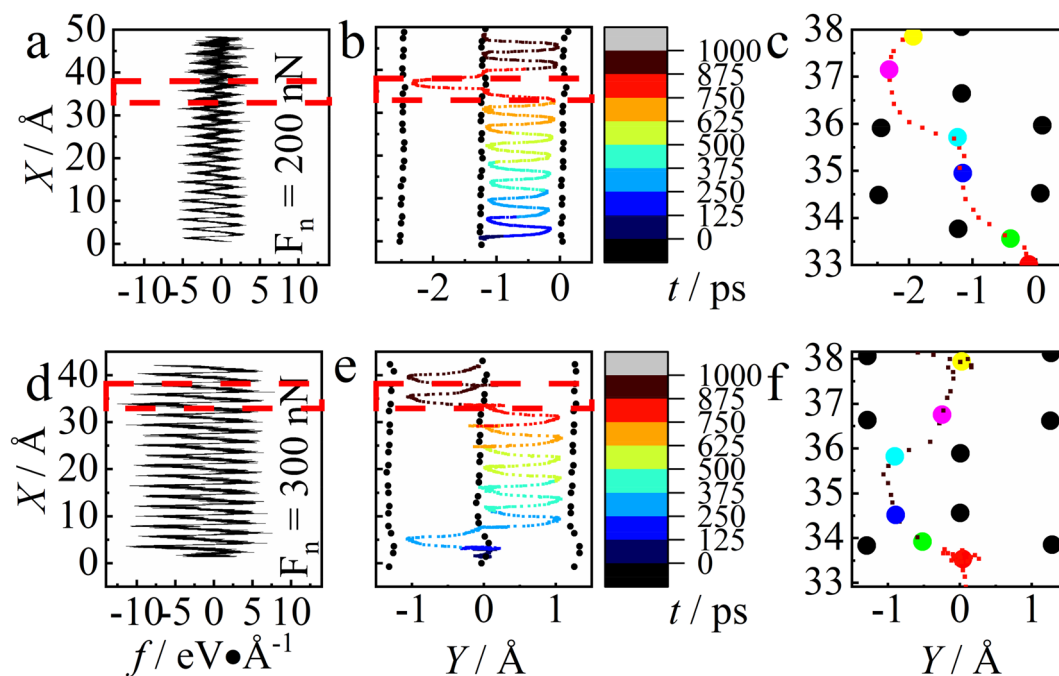 a
50
40
30
20
10
0
X / Å
-10 -5 0 5 10
Fn = 200 nN
b
-2 -1 0
1000
875
750
625
500
375
250
125
0
t / ps
c
38
37
36
35
34
33
-2 -1 0
d
40
30
20
10
0
X / Å
-10 -5 0 5 10
Fn = 300 nN
f / eV●Å-1
e
-1 0 1
Y / Å
1000
875
750
625
500
375
250
125
0
t / ps
f
38
37
36
35
34
33
-1 0 1
Y / Å